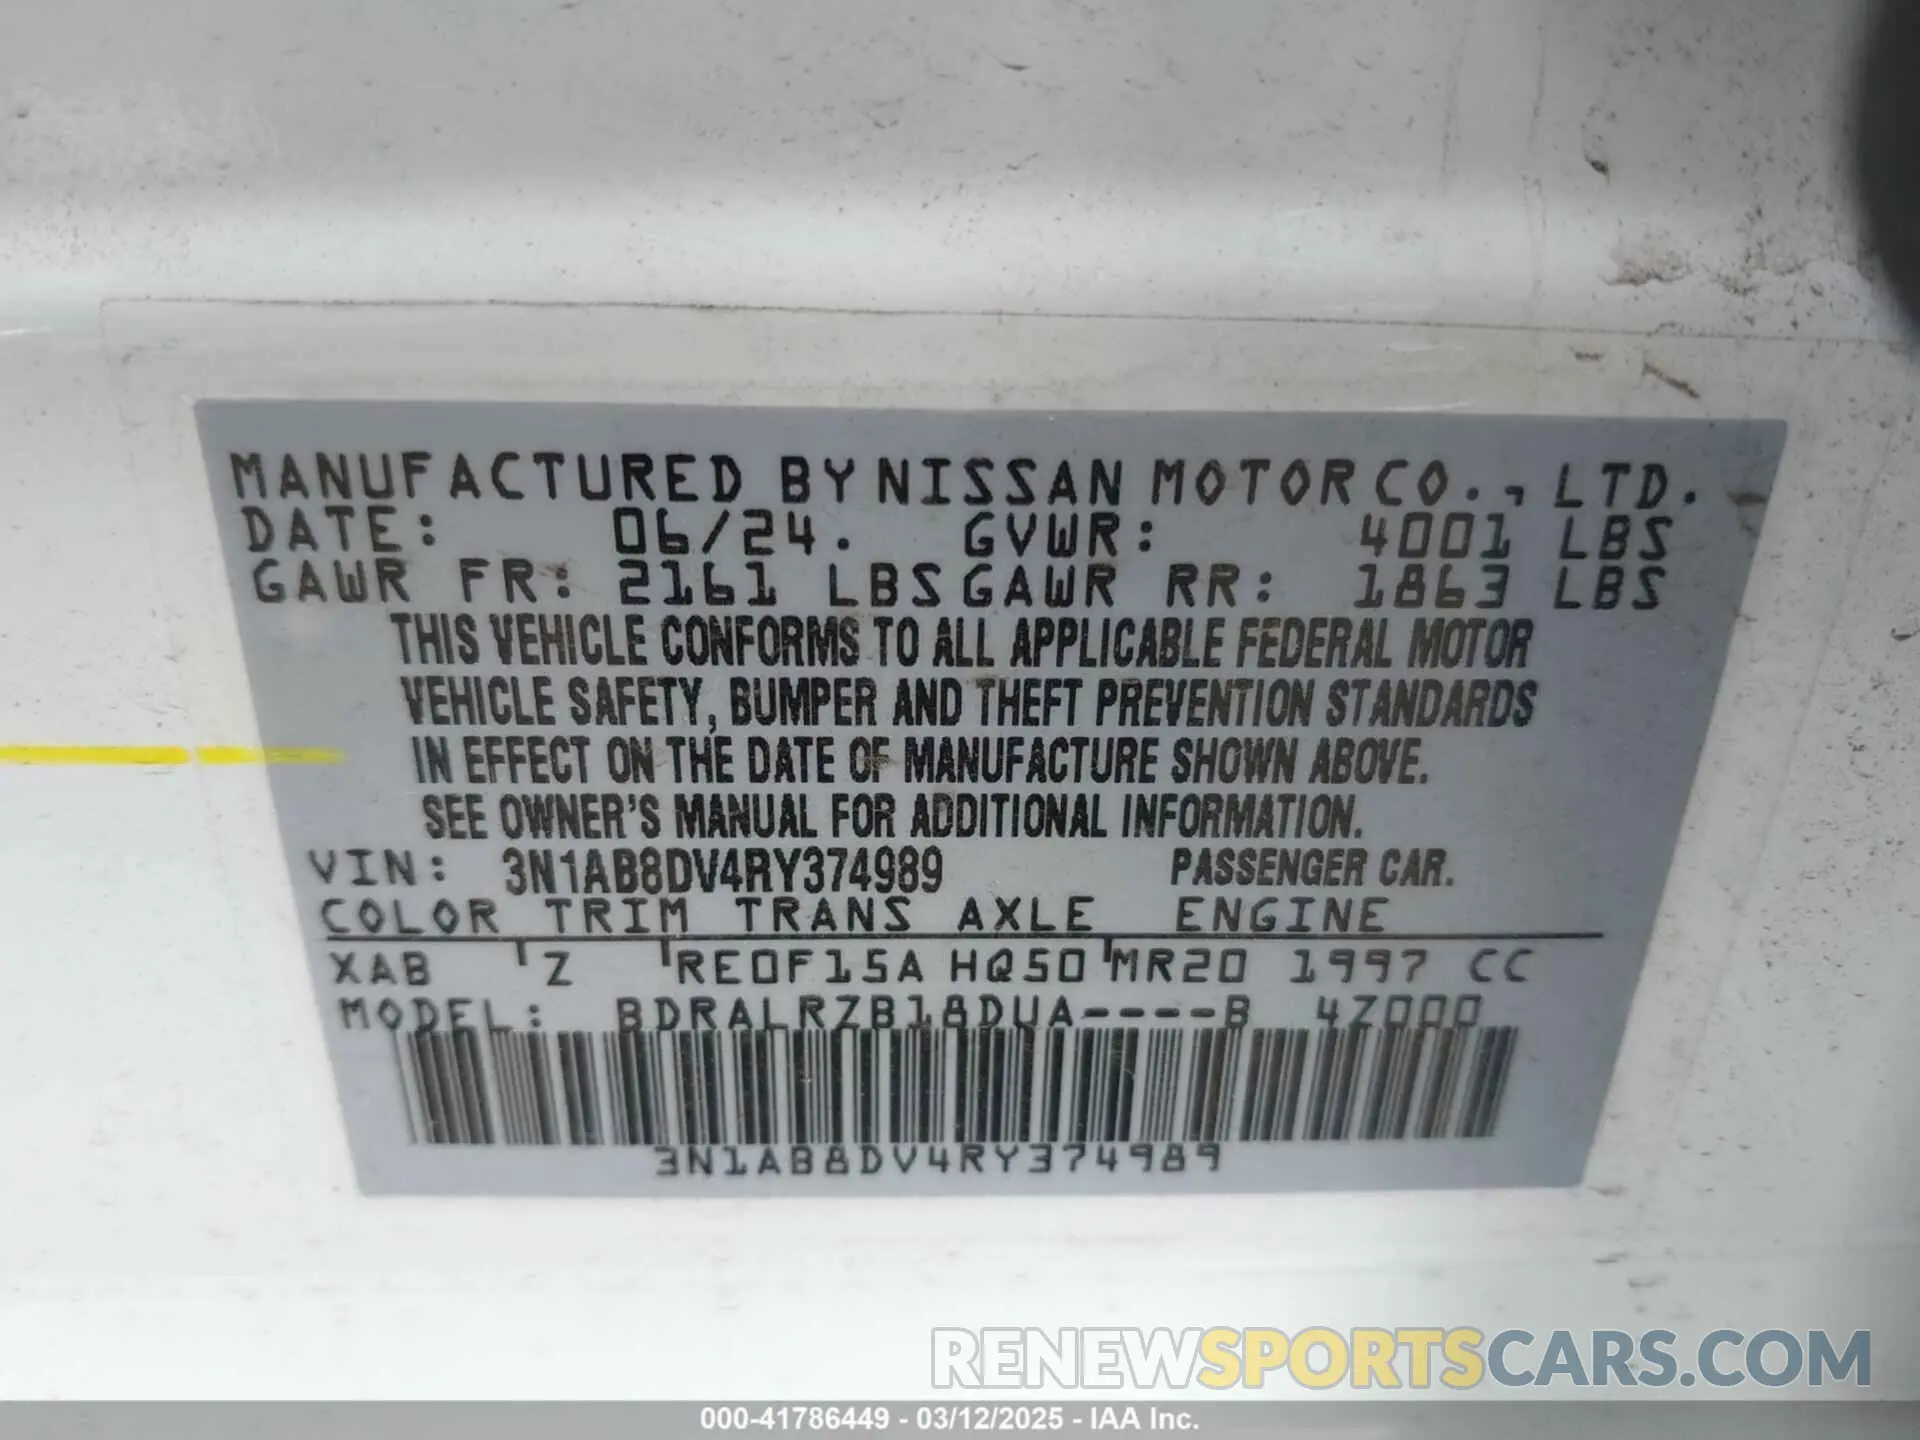 MANUFACTURED BY NISSAN MOTOR CO., LTD.
DATE: 06/24. GVWR: 4001 LBS
GAWR FR: 2161 LBS GAWR RR: 1863 LBS
THIS VEHICLE CONFORMS TO ALL APPLICABLE FEDERAL MOTOR
VEHICLE SAFETY, BUMPER AND THEFT PREVENTION STANDARDS
IN EFFECT ON THE DATE OF MANUFACTURE SHOWN ABOVE.
SEE OWNER'S MANUAL FOR ADDITIONAL INFORMATION.
VIN: 3N1AB8DV4RY374989 PASSENGER CAR.
COLOR TRIM TRANS AXLE ENGINE
XAB Z RE0F15A HQ50 MR20 1997 CC
MODEL: BDRALRZB18DUA----B 4Z000
3N1AB8DV4RY374989
RENEWSPORTSCARS.COM
000-41786449 - 03/12/2025 - IAA Inc.